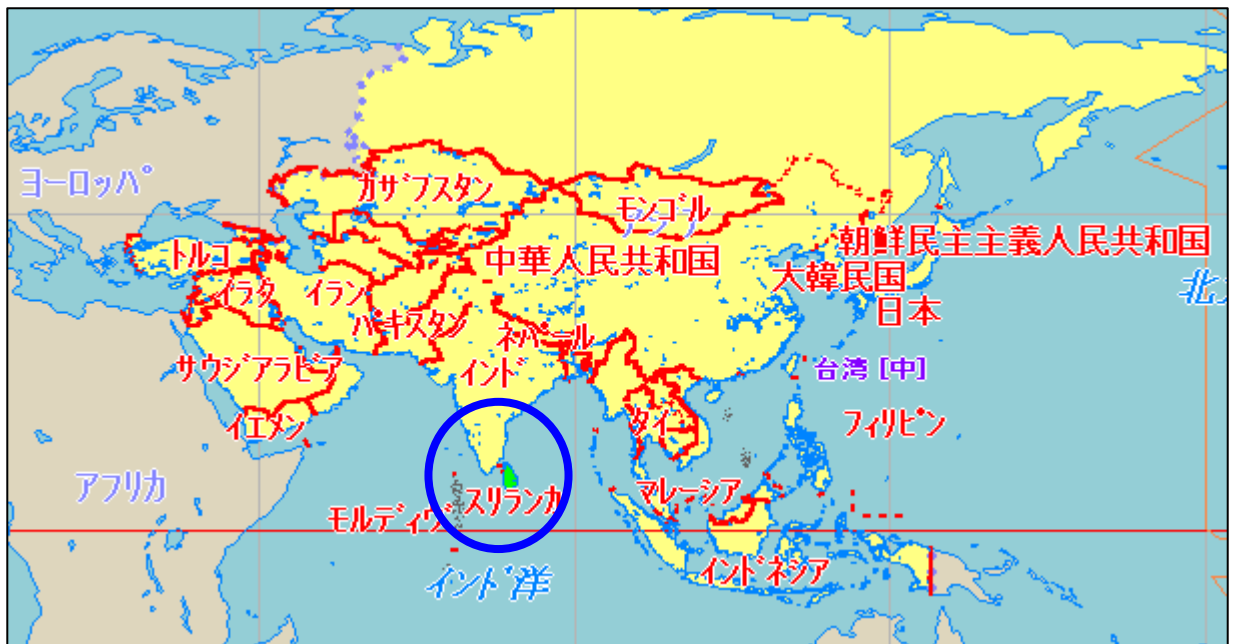 ヨーロッパ
カザフスタン
モンゴル
アジア
朝鮮民主主義人民共和国
トルコ
中華人民共和国
大韓民国
イラク
イラン
北
日本
パキスタン
ネパール
サウジアラビア
インド
台湾 [中]
イエメン
タイ
フィリピン
アフリカ
スリランカ
マレーシア
モルディブ
インド洋
インドネシア